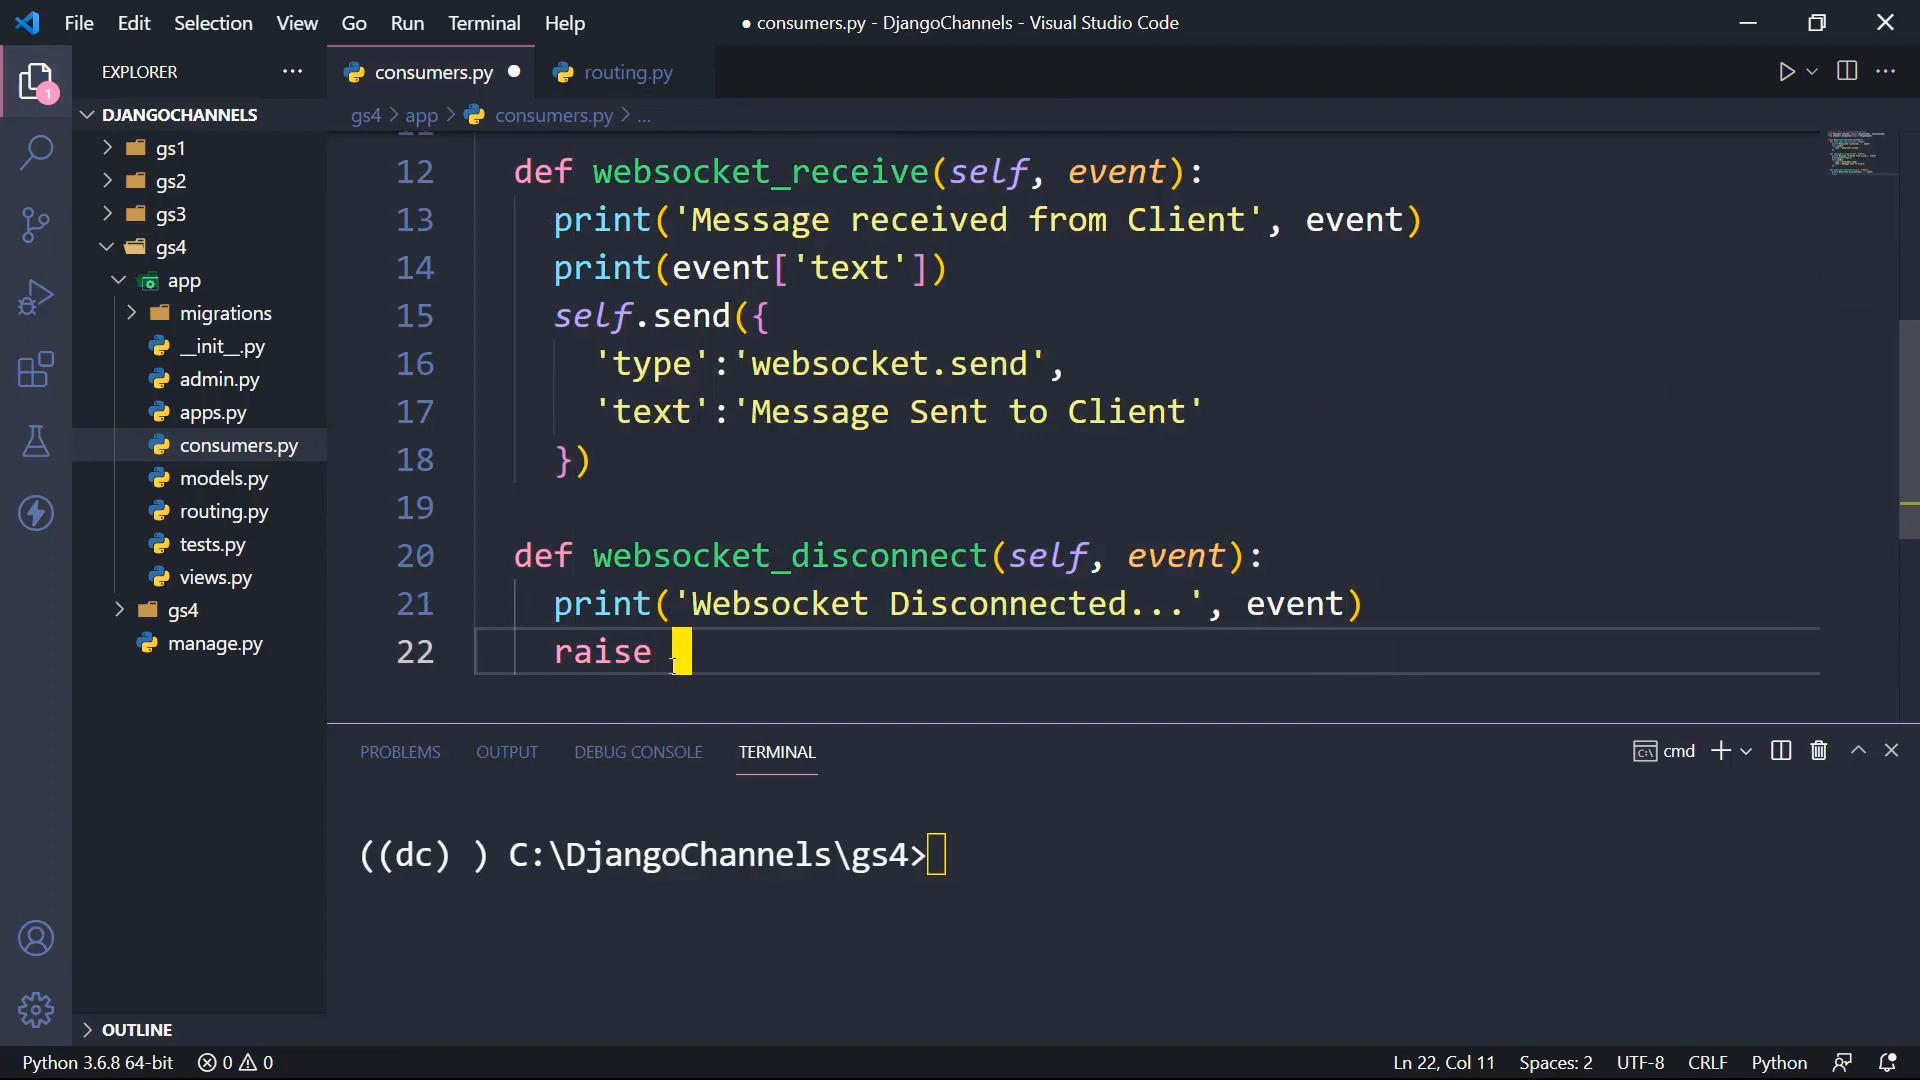 File Edit Selection View Go Run Terminal Help
● consumers.py - DjangoChannels - Visual Studio Code
EXPLORER ...
consumers.py ● routing.py
1
DJANGOCHANNELS
gs4 > app > consumers.py > ...
gs1
gs2
gs3
gs4
app
migrations
__init__.py
admin.py
apps.py
consumers.py
models.py
routing.py
tests.py
views.py
gs4
manage.py
OUTLINE
12 def websocket_receive(self, event):
13 print('Message received from Client', event)
14 print(event['text'])
15 self.send({
16 'type':'websocket.send',
17 'text':'Message Sent to Client'
18 })
19
20 def websocket_disconnect(self, event):
21 print('Websocket Disconnected...', event)
22 raise
PROBLEMS OUTPUT DEBUG CONSOLE TERMINAL
cmd
((dc) ) C:\DjangoChannels\gs4>
Python 3.6.8 64-bit 0 0
Ln 22, Col 11 Spaces: 2 UTF-8 CRLF Python